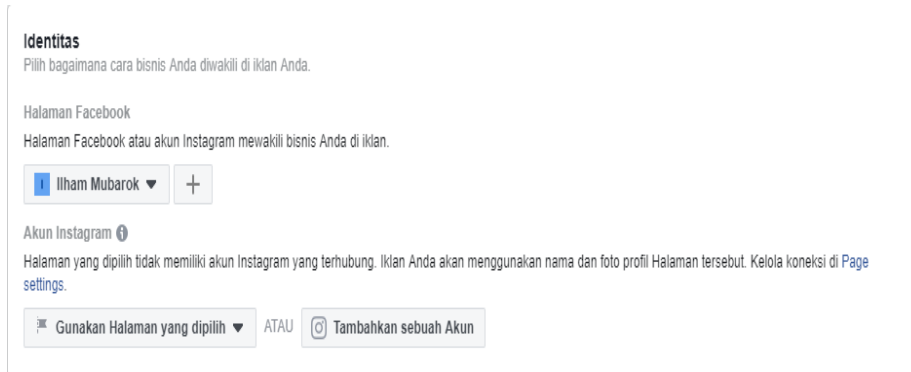 Identitas
Pilih bagaimana cara bisnis Anda diwakili di iklan Anda.
Halaman Facebook
Halaman Facebook atau akun Instagram mewakili bisnis Anda di iklan.
I Ilham Mubarok
Akun Instagram
Halaman yang dipilih tidak memiliki akun Instagram yang terhubung. Iklan Anda akan menggunakan nama dan foto profil Halaman tersebut. Kelola koneksi di Page
settings.
Gunakan Halaman yang dipilih ATAU Tambahkan sebuah Akun